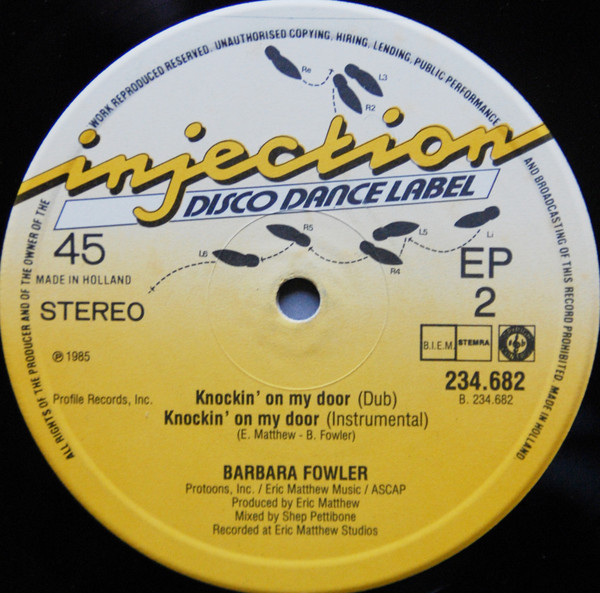 ALL RIGHTS OF THE PRODUCER AND OF THE OWNER OF THE WORK REPRODUCED RESERVED. UNAUTHORISED COPYING, HIRING, LENDING, PUBLIC PERFORMANCE AND BROADCASTING OF THIS RECORD PROHIBITED. MADE IN HOLLAND.
Re
L3
R2
injection
DISCO DANCE LABEL
R5
L6
L5
Li
R4
45
MADE IN HOLLAND
STEREO
EP
2
B.I.E.M. STEMRA
℗ 1985
234.682
B. 234.682
Profile Records, Inc.
Knockin' on my door (Dub)
Knockin' on my door (Instrumental)
(E. Matthew - B. Fowler)
BARBARA FOWLER
Protoons, Inc. / Eric Matthew Music / ASCAP
Produced by Eric Matthew
Mixed by Shep Pettibone
Recorded at Eric Matthew Studios